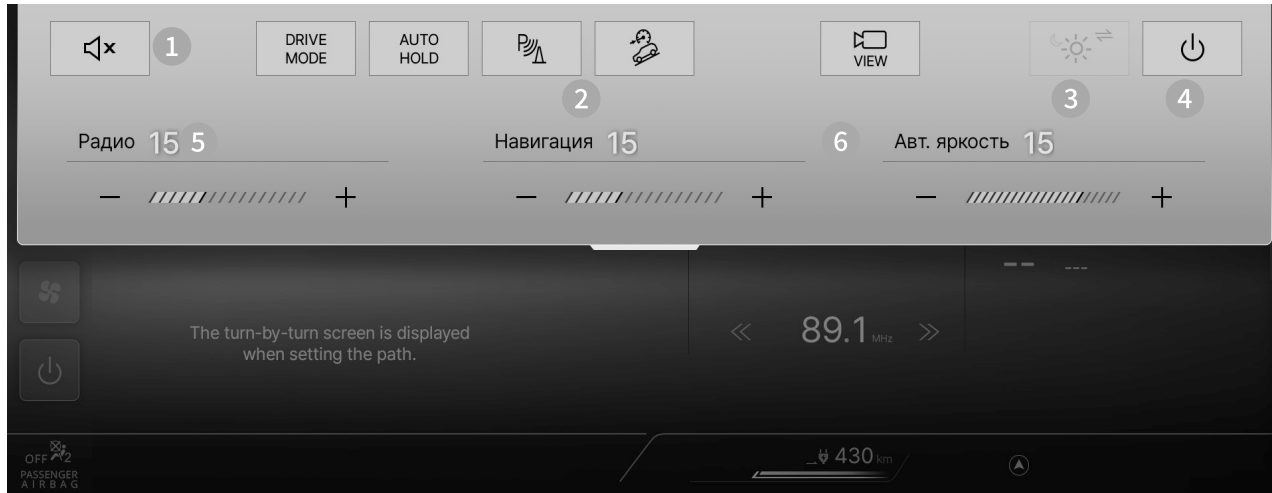 1
DRIVE
MODE
AUTO
HOLD
P
VIEW
2
3
4
Радио 15 5
Навигация 15
6
Авт. яркость 15
-- ---
The turn-by-turn screen is displayed
when setting the path.
89.1 MHz
OFF 2
PASSENGER
AIRBAG
430 km